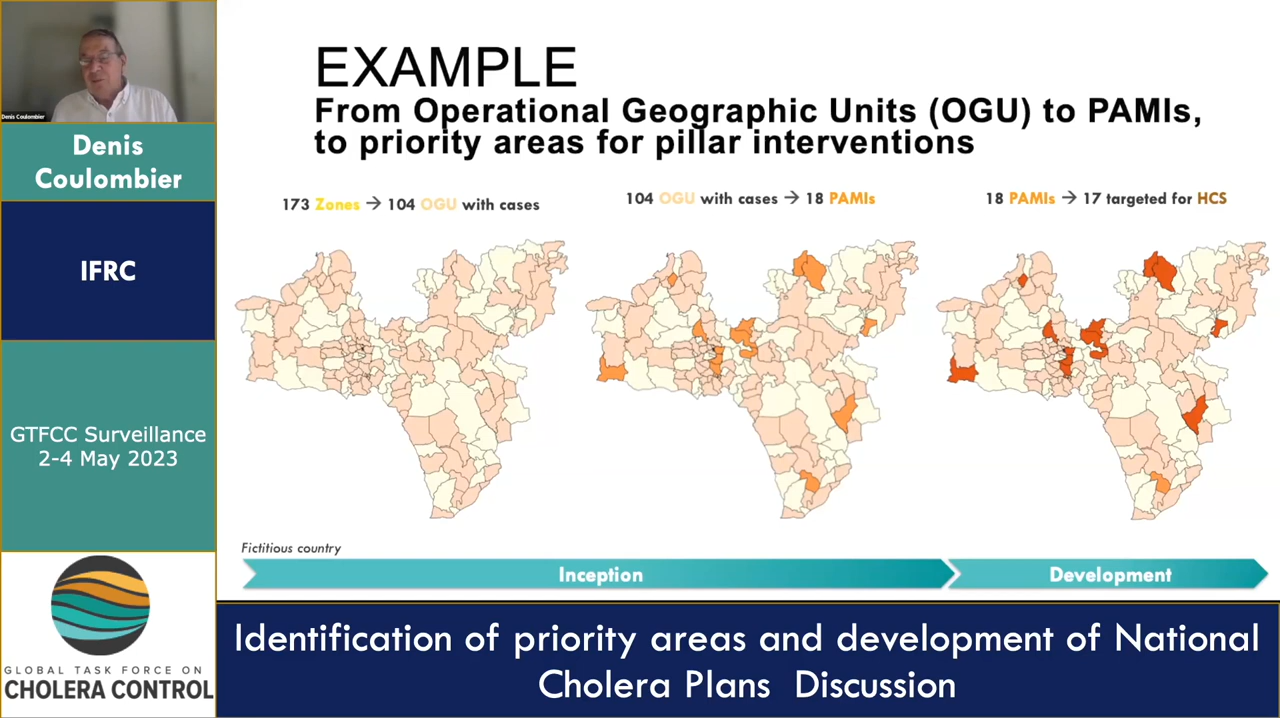 Denis Coulombier
Denis
Coulombier
IFRC
GTFCC Surveillance
2-4 May 2023
GLOBAL TASK FORCE ON
CHOLERA CONTROL
EXAMPLE
From Operational Geographic Units (OGU) to PAMIs,
to priority areas for pillar interventions
173 Zones → 104 OGU with cases
104 OGU with cases → 18 PAMIs
18 PAMIs → 17 targeted for HCS
Fictitious country
Inception
Development
Identification of priority areas and development of National
Cholera Plans  Discussion